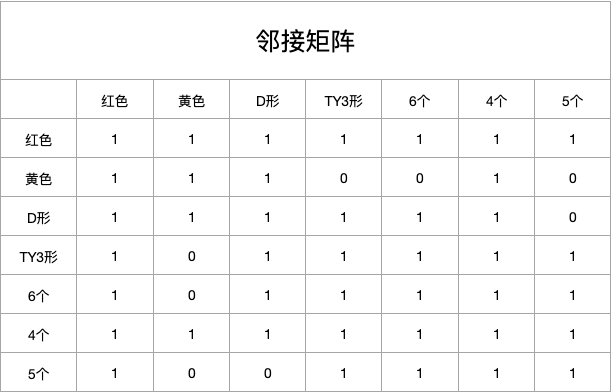 邻接矩阵
红色 黄色 D形 TY3形 6个 4个 5个
红色 1 1 1 1 1 1 1
黄色 1 1 1 0 0 1 0
D形 1 1 1 1 1 1 0
TY3形 1 0 1 1 1 1 1
6个 1 0 1 1 1 1 1
4个 1 1 1 1 1 1 1
5个 1 0 0 1 1 1 1